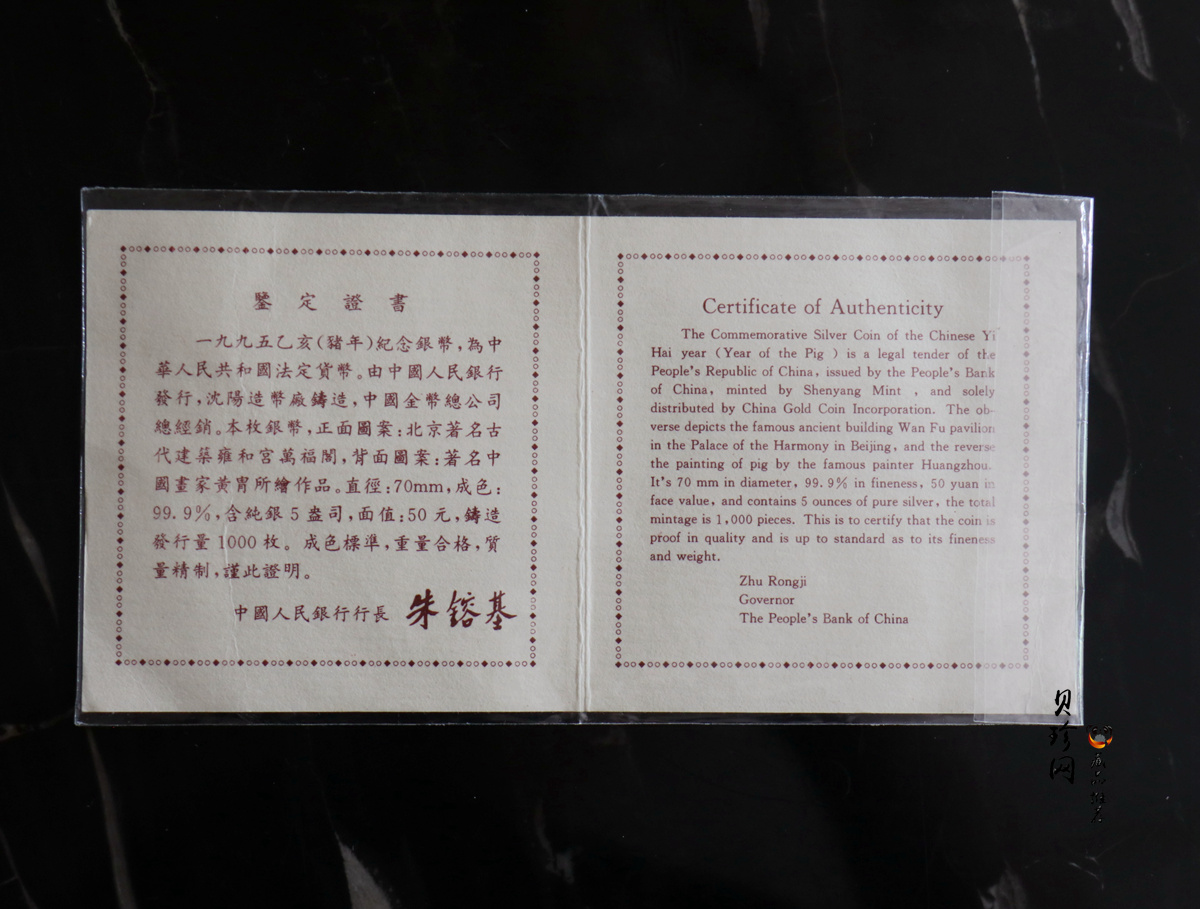 鑒定證書
一九九五乙亥(豬年)紀念銀幣,為中
華人民共和國法定貨幣。由中國人民銀行
發行,沈陽造幣廠鑄造,中國金幣總公司
總經銷。本枚銀幣,正面圖案:北京著名古
代建築雍和宮萬福閣,背面圖案:著名中
國畫家黃冑所繪作品。直徑:70mm,成色:
99.9%,含純銀5盎司,面值:50元,鑄造
發行量1000枚。成色標準,重量合格,質
量精制,謹此證明。
中國人民銀行行長 朱鎔基
Certificate of Authenticity
The Commemorative Silver Coin of the Chinese Yi
Hai year (Year of the Pig ) is a legal tender of the
People's Republic of China, issued by the People's Bank
of China, minted by Shenyang Mint , and solely
distributed by China Gold Coin Incorporation. The ob-
verse depicts the famous ancient building Wan Fu pavilion
in the Palace of the Harmony in Beijing, and the reverse
the painting of pig by the famous painter Huangzhou.
It's 70 mm in diameter, 99.9% in fineness, 50 yuan in
face value, and contains 5 ounces of pure silver, the total
mintage is 1,000 pieces. This is to certify that the coin is
proof in quality and is up to standard as to its fineness
and weight.
Zhu Rongji
Governor
The People's Bank of China
贝珍网